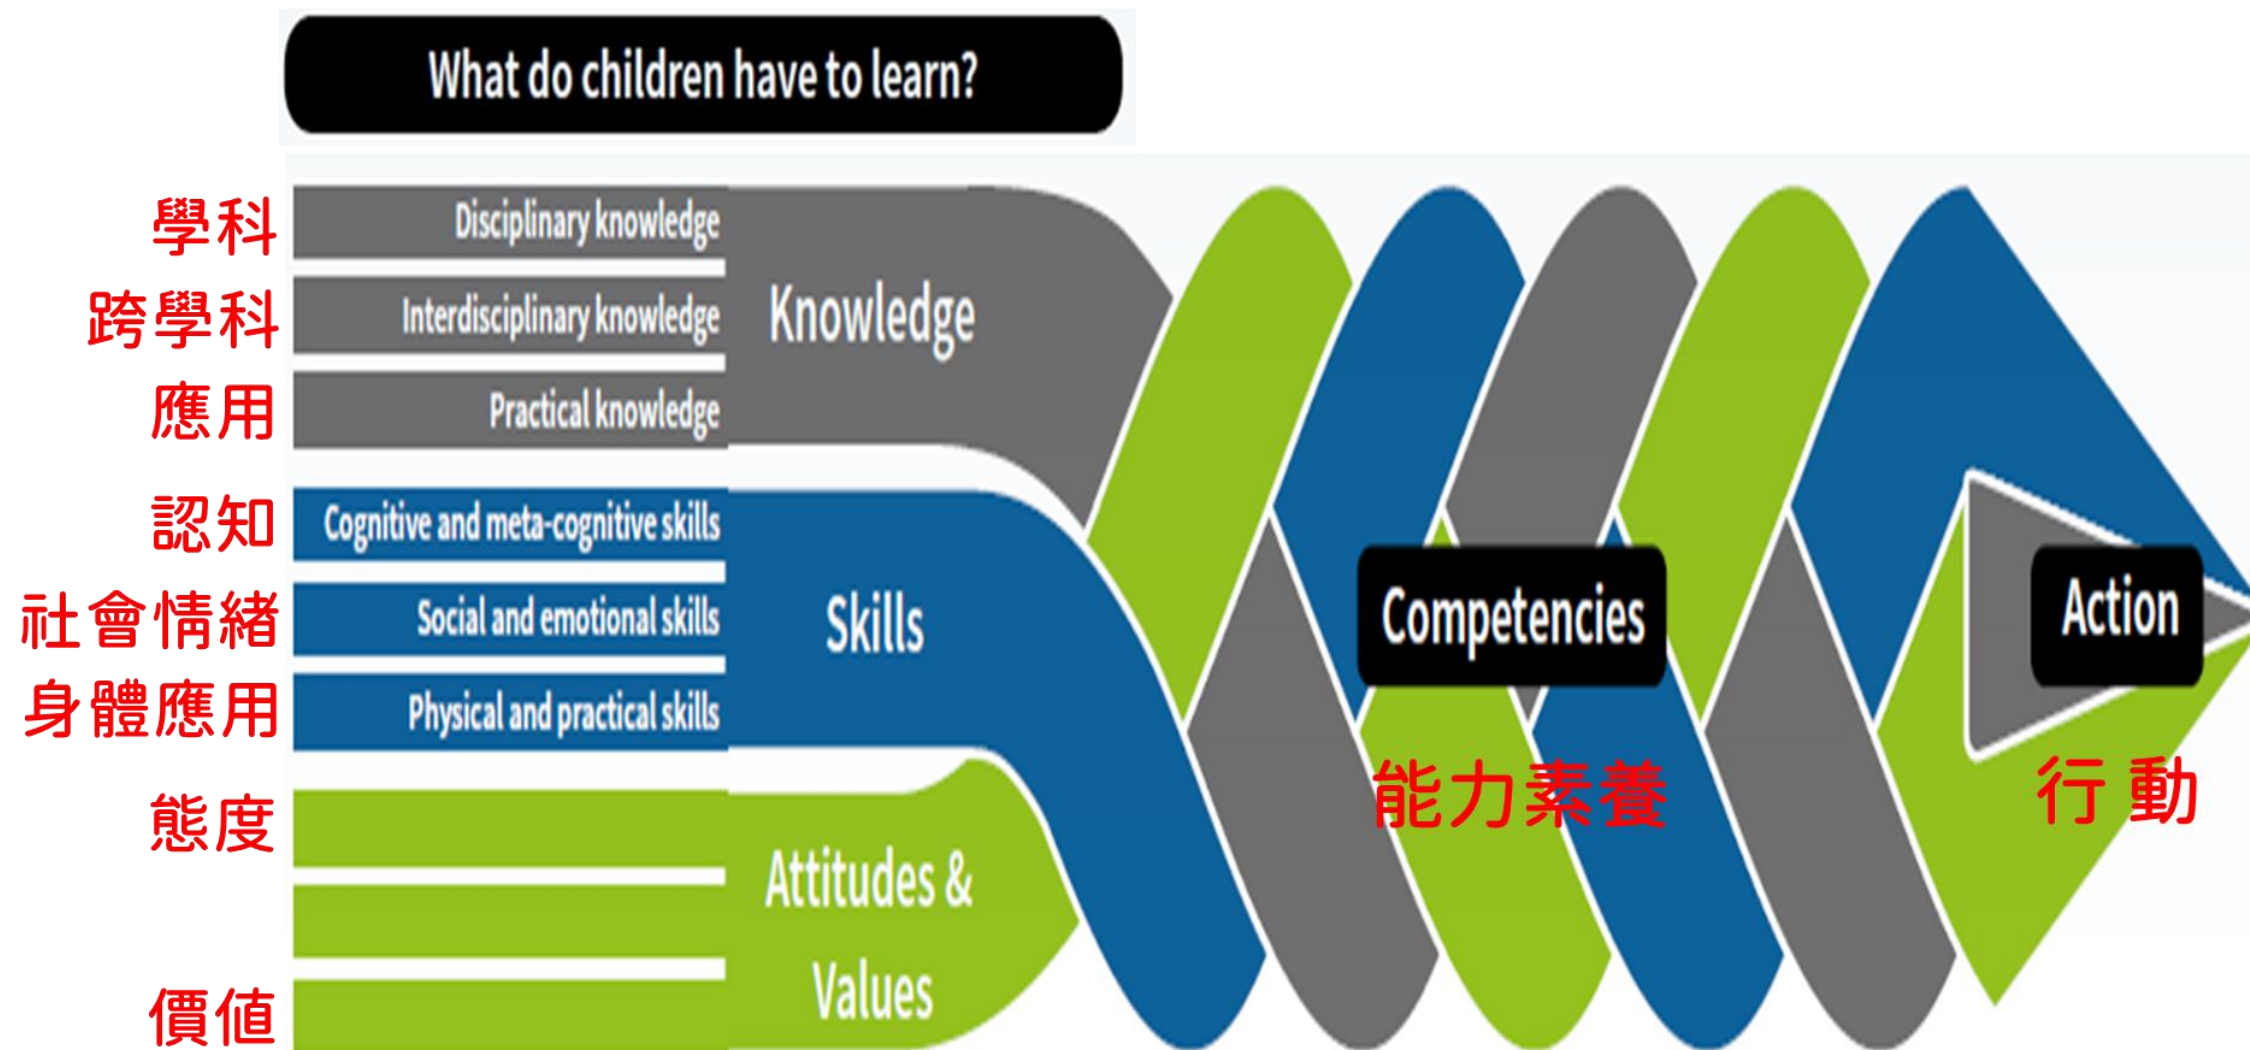 What do children have to learn?
學科
Disciplinary knowledge
跨學科
Interdisciplinary knowledge
應用
Practical knowledge
Knowledge
認知
Cognitive and meta-cognitive skills
社會情緒
Social and emotional skills
身體應用
Physical and practical skills
Skills
態度
價值
Attitudes &
Values
Competencies
能力素養
Action
行動